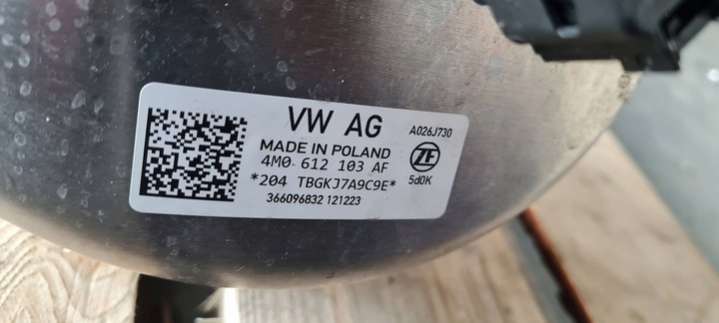 VW AG
A026J730
MADE IN POLAND
4M0 612 103 AF
ZF
*204 TBGKJ7A9C9E*
5d0K
366096832 121223